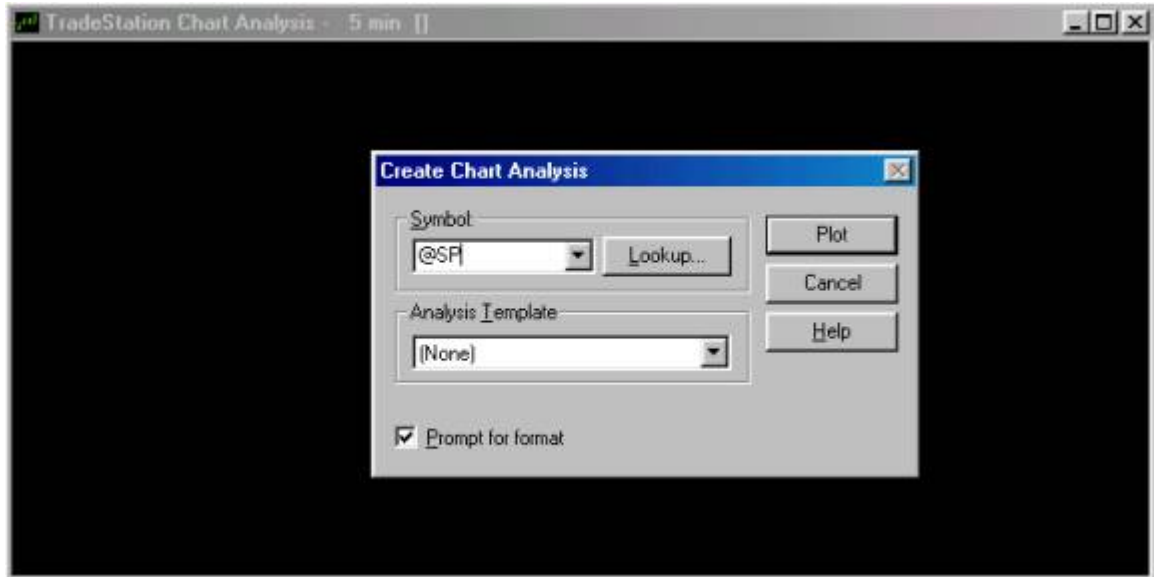 TradeStation Chart Analysis - 5 min []
Create Chart Analysis
Symbol:
@SP
Lookup...
Plot
Cancel
Analysis Template
(None)
Help
Prompt for format